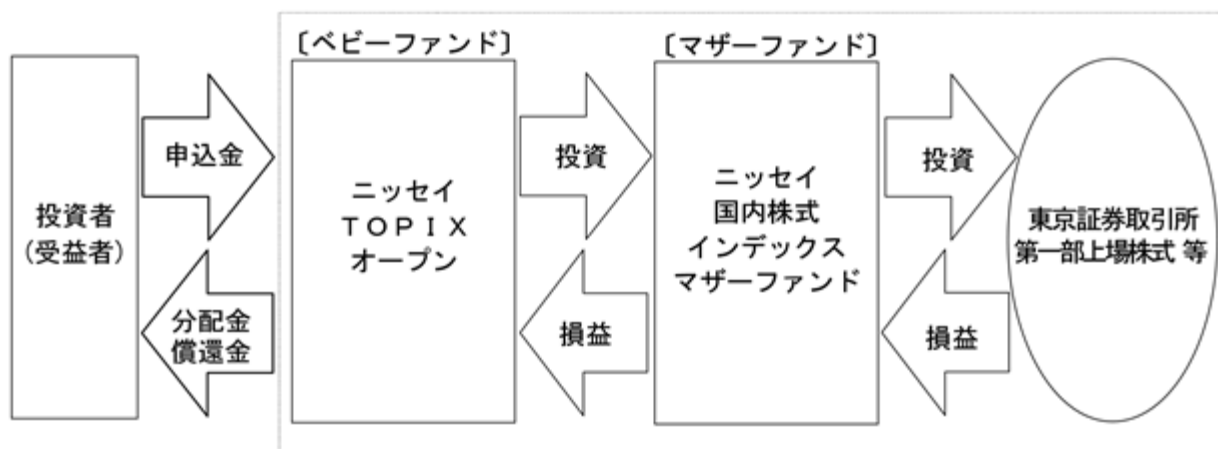 〔ベビーファンド〕
〔マザーファンド〕
投資者
(受益者)
申込金
分配金
償還金
ニッセイ
ＴＯＰＩＸ
オープン
投資
損益
ニッセイ
国内株式
インデックス
マザーファンド
投資
損益
東京証券取引所
第一部上場株式 等